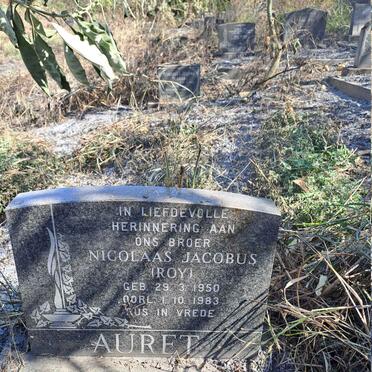 IN LIEFDEVOLLE
HERINNERING AAN
ONS BROER
NICOLAAS JACOBUS
(ROY)
GEB. 29.3.1950
OORL. 1.10.1983
RUS IN VREDE
AURET